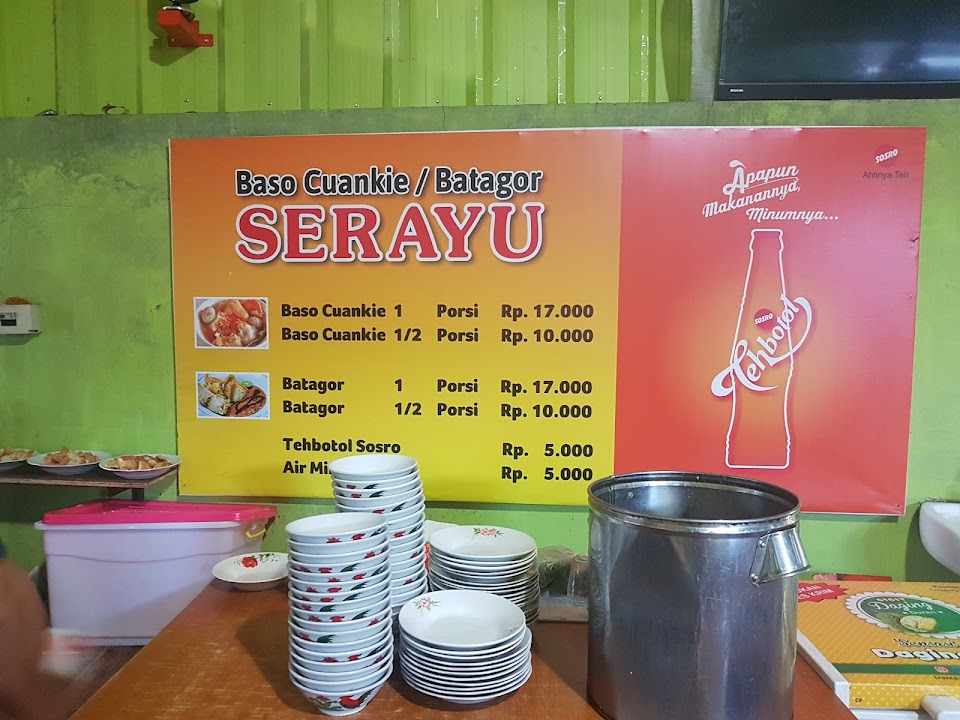 Baso Cuankie / Batagor
SERAYU
Baso Cuankie 1 Porsi Rp. 17.000
Baso Cuankie 1/2 Porsi Rp. 10.000
Batagor 1 Porsi Rp. 17.000
Batagor 1/2 Porsi Rp. 10.000
Tehbotol Sosro Rp. 5.000
Air Rp. 5.000
Apapun
Makanannya,
Minumnya...
SOSRO
Ahlinya Teh
SOSRO
Tehbotol
Daging
Durian